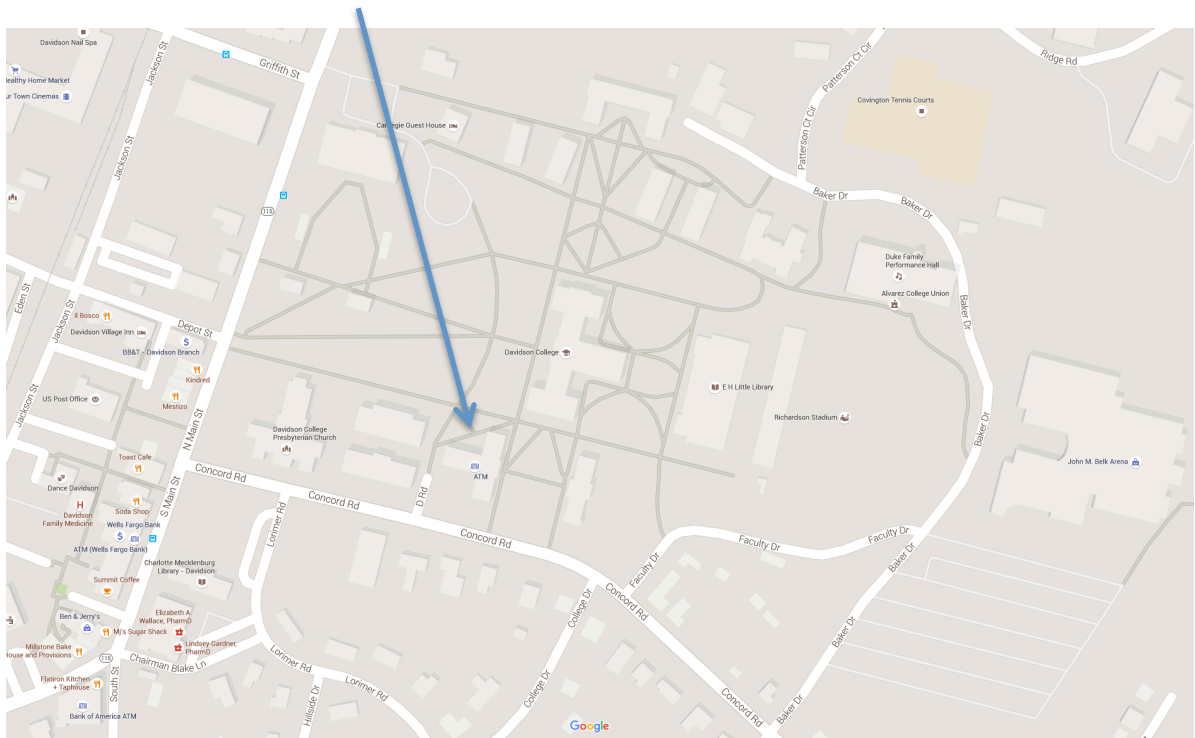 Davidson Nail Spa
Healthy Home Market
ur Town Cinemas
Jackson St
Griffith St
Patterson Ct Cir
Ridge Rd
Covington Tennis Courts
Carnegie Guest House
Jackson St
Patterson Ct Cir
Baker Dr
Baker Dr
115
Duke Family
Performance Hall
Alvarez College Union
Baker Dr
Eden St
Jackson St
Il Bosco
Depot St
Davidson Village Inn
BB&T - Davidson Branch
Kindred
Mestizo
US Post Office
Jackson St
Davidson College
E H Little Library
Richardson Stadium
Baker Dr
John M. Belk Arena
N Main St
Davidson College
Presbyterian Church
ATM
D Rd
Toast Cafe
Dance Davidson
Davidson
Family Medicine
Soda Shop
S Main St
Wells Fargo Bank
ATM (Wells Fargo Bank)
Concord Rd
Concord Rd
Concord Rd
Lorimer Rd
Faculty Dr
Faculty Dr
Faculty Dr
Baker Dr
Charlotte Mecklenburg
Library - Davidson
Summit Coffee
Ben & Jerry's
Mj's Sugar Shack
Elizabeth A.
Wallace, PharmD
Lindsey Gardner,
PharmD
Millstone Bake
House and Provisions
115
Chairman Blake Ln
Flatiron Kitchen
+ Taphouse
South St
Bank of America ATM
Lorimer Rd
Lorimer Rd
Hillside Dr
College Dr
College Dr
Concord Rd
Concord Rd
Baker Dr
Baker Dr
Google